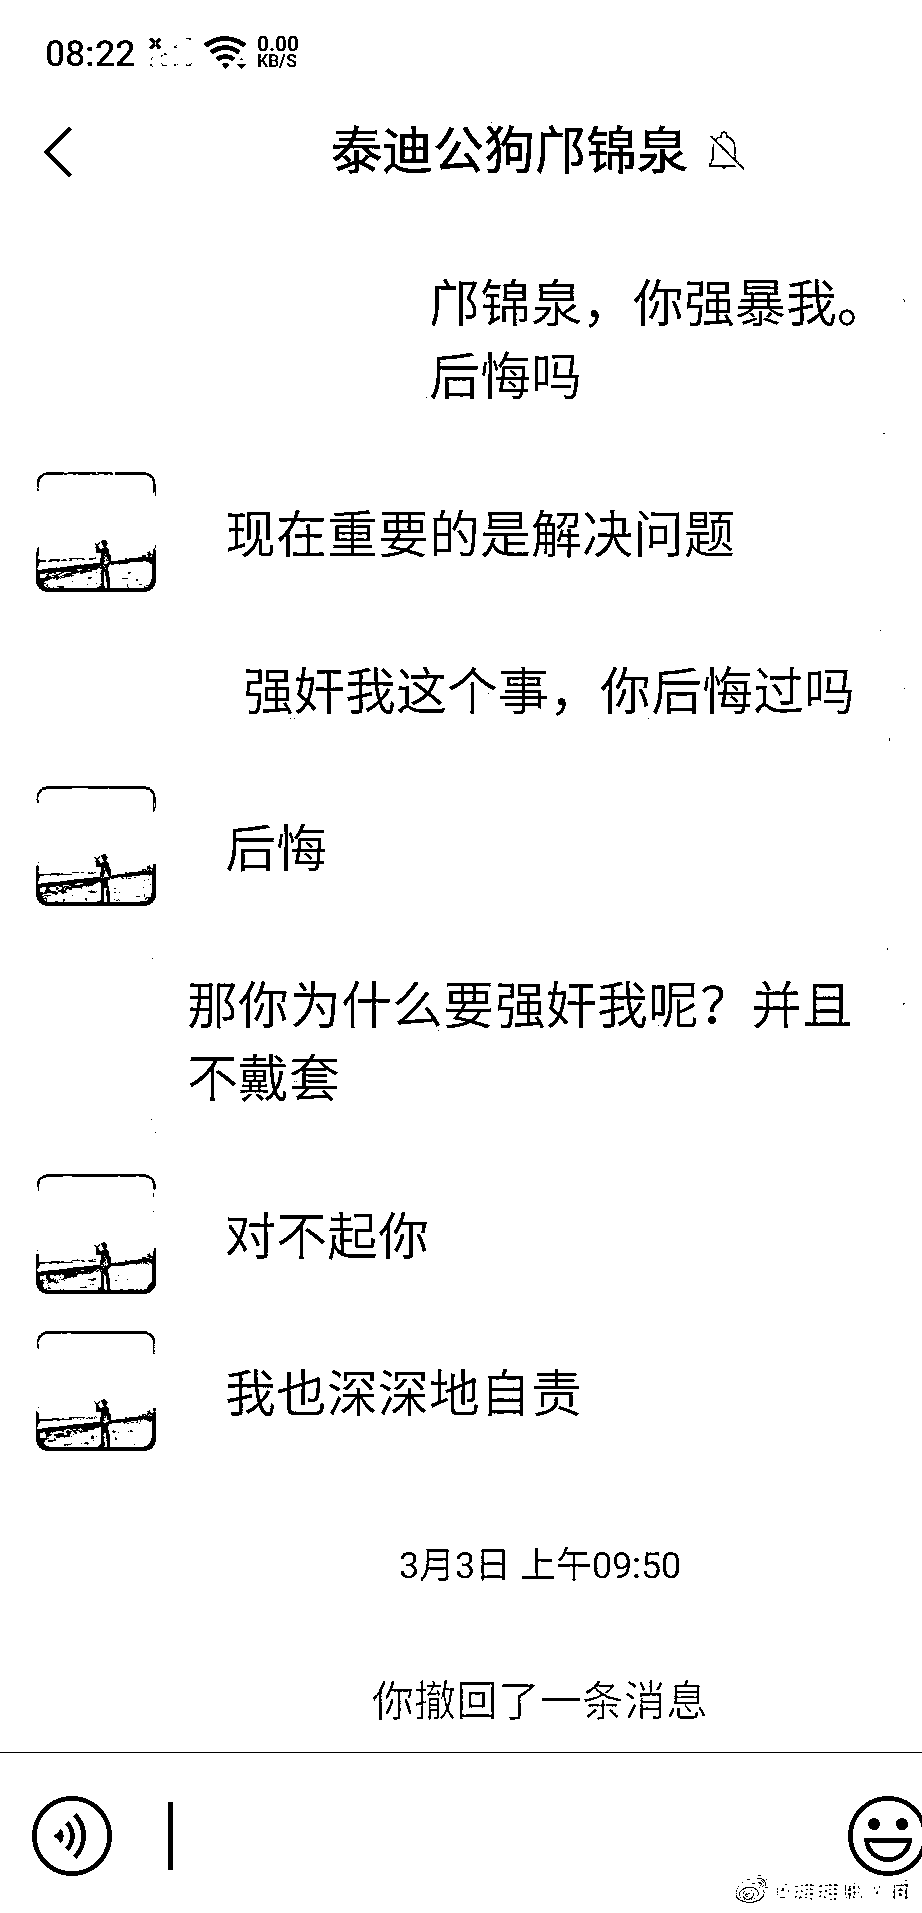 08:22
0.00
KB/S
泰迪公狗邝锦泉
邝锦泉，你强暴我。
后悔吗
现在重要的是解决问题
强奸我这个事，你后悔过吗
后悔
那你为什么要强奸我呢？并且
不戴套
对不起你
我也深深地自责
3月3日 上午09:50
你撤回了一条消息